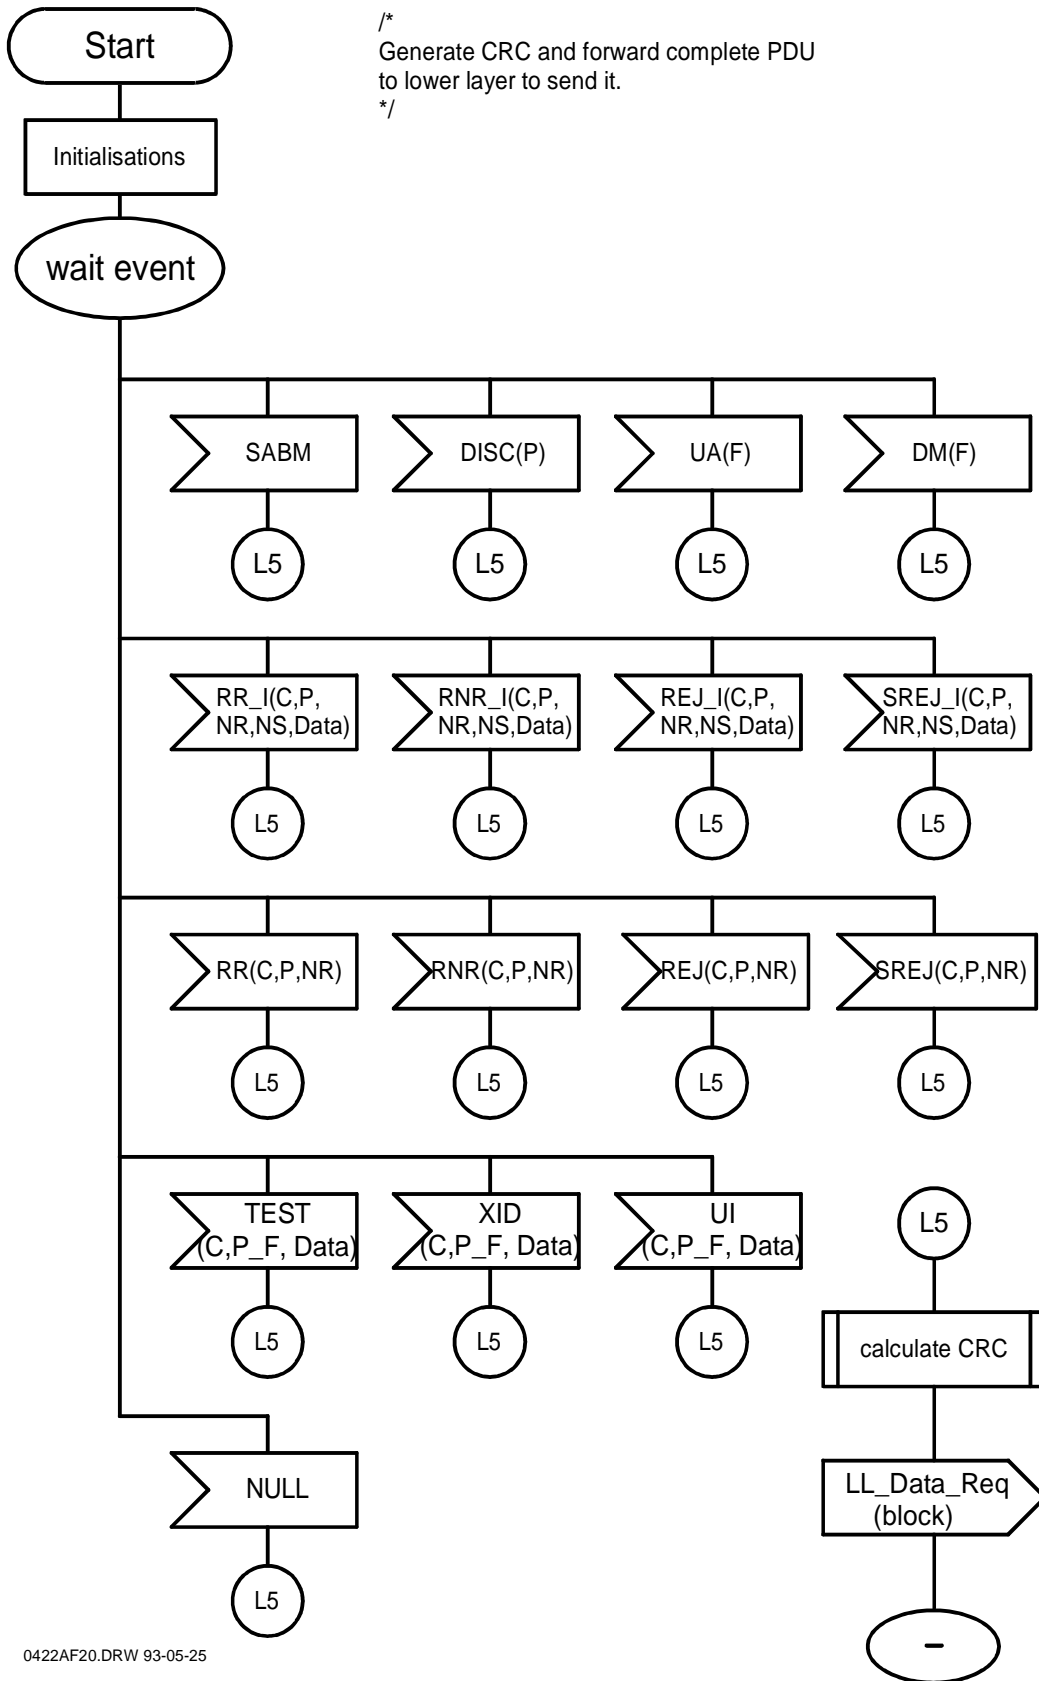 Start
/*
Generate CRC and forward complete PDU
to lower layer to send it.
*/
Initialisations
wait event
SABM
DISC(P)
UA(F)
DM(F)
L5
L5
L5
L5
RR_I(C,P,
NR,NS,Data)
RNR_I(C,P,
NR,NS,Data)
REJ_I(C,P,
NR,NS,Data)
SREJ_I(C,P,
NR,NS,Data)
L5
L5
L5
L5
RR(C,P,NR)
RNR(C,P,NR)
REJ(C,P,NR)
SREJ(C,P,NR)
L5
L5
L5
L5
TEST
(C,P_F, Data)
XID
(C,P_F, Data)
UI
(C,P_F, Data)
L5
L5
L5
L5
calculate CRC
NULL
LL_Data_Req
(block)
L5
–
0422AF20.DRW 93-05-25